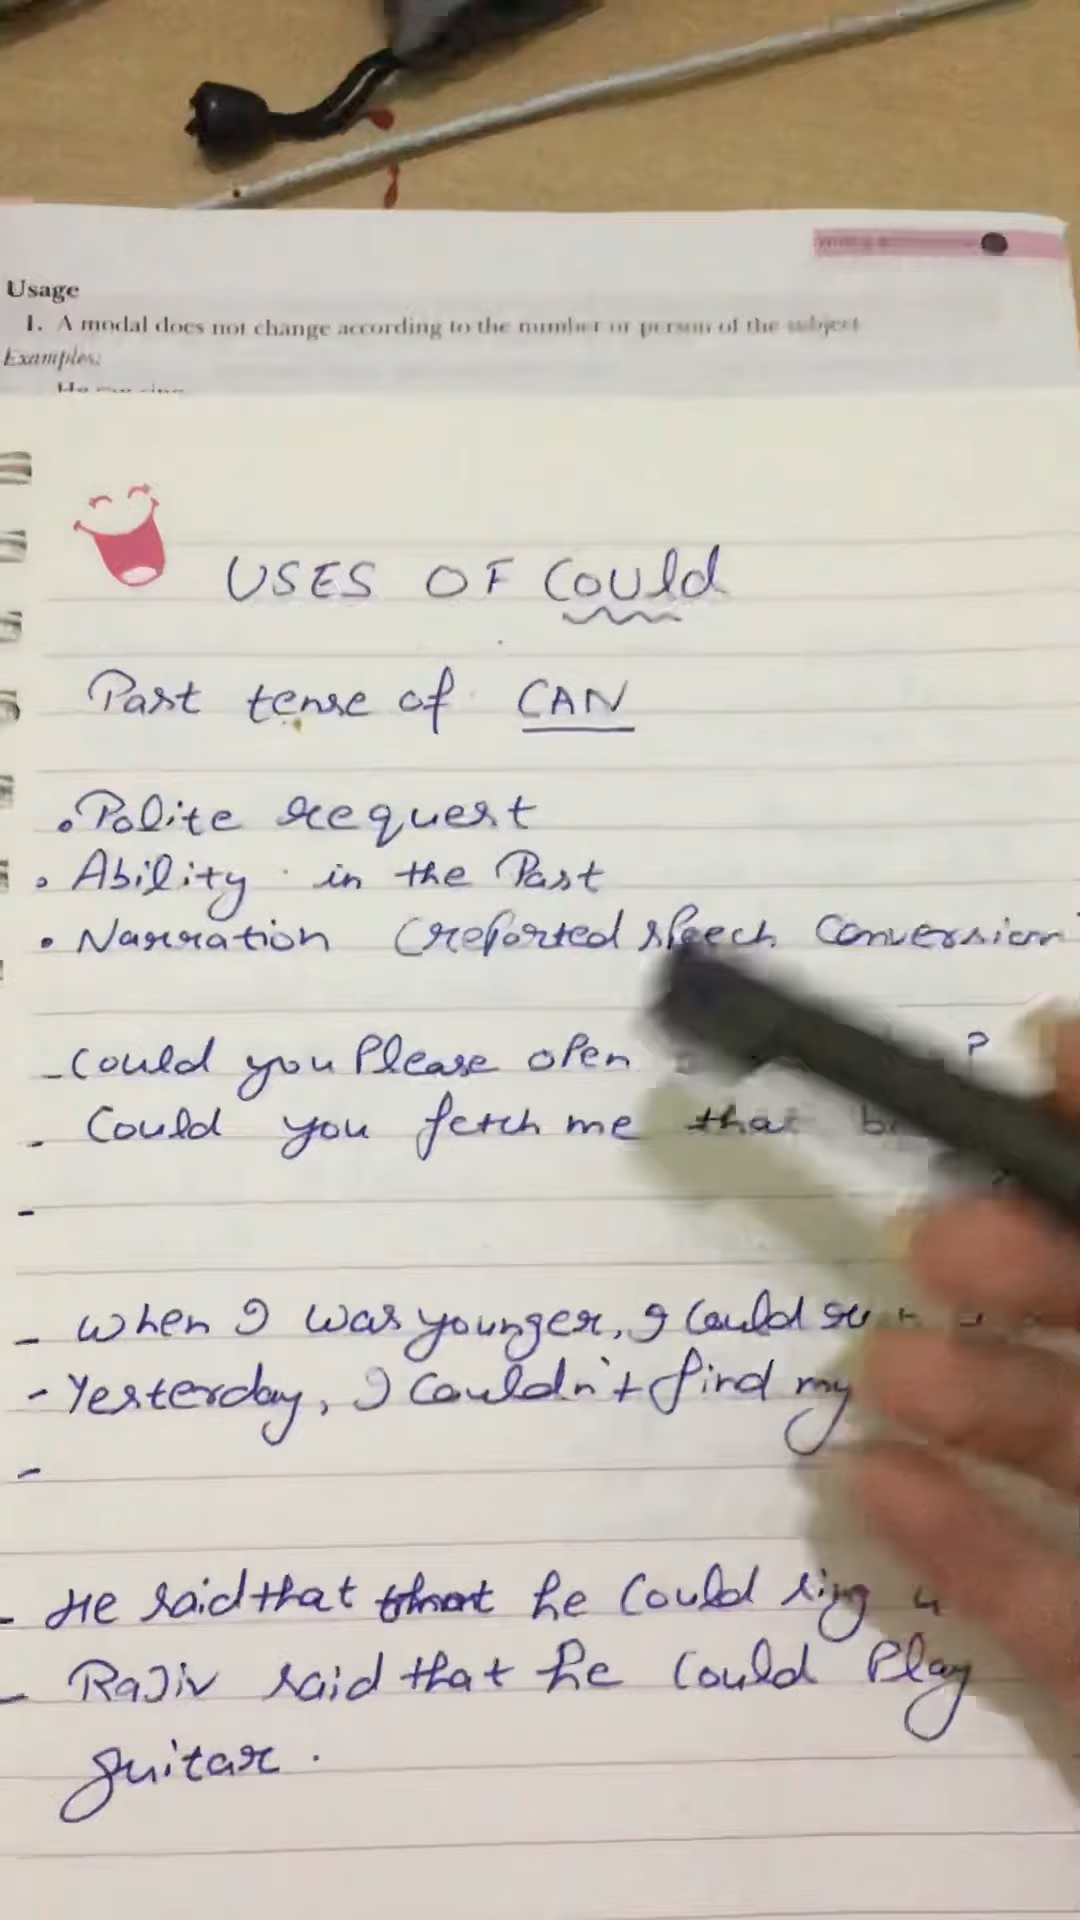 Usage
1. A modal does not change according to the number or person of the subject
Examples:
USES OF Could
Past tense of CAN
• Polite request
• Ability in the Past
• Narration (reported speech Conversion
- Could you Please open ?
- Could you fetch me that
-
- When I was younger, I Could
- Yesterday, I Couldn't find my
-
- He said that that he Could sing
- Rajiv said that he Could Play
guitar.